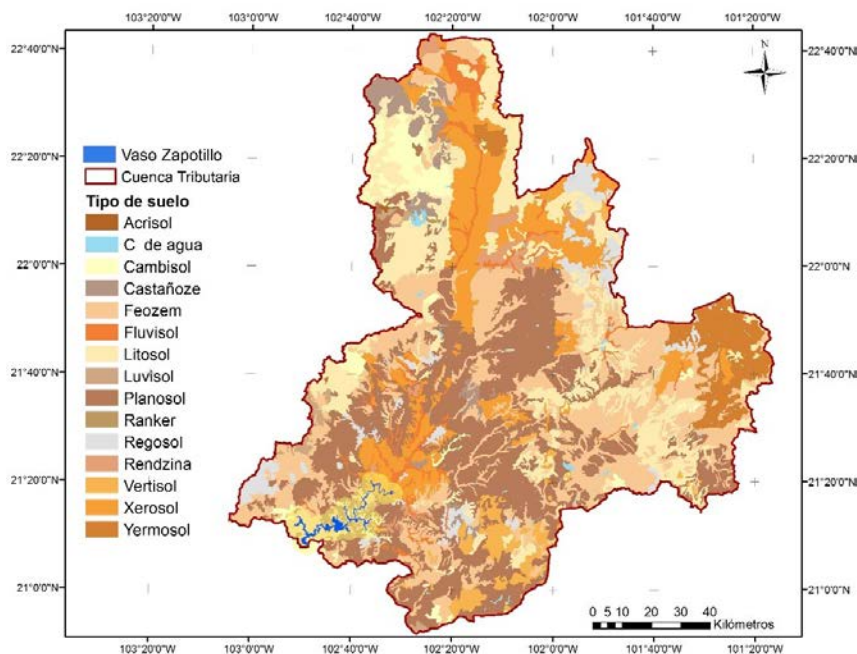 103°20'0"W 103°0'0"W 102°40'0"W 102°20'0"W 102°0'0"W 101°40'0"W 101°20'0"W
22°40'0"N 22°40'0"N
N
22°20'0"N 22°20'0"N
22°0'0"N 22°0'0"N
21°40'0"N 21°40'0"N
21°20'0"N 21°20'0"N
21°0'0"N 21°0'0"N
Vaso Zapotillo
Cuenca Tributaria
Tipo de suelo
Acrisol
C de agua
Cambisol
Castañoze
Feozem
Fluvisol
Litosol
Luvisol
Planosol
Ranker
Regosol
Rendzina
Vertisol
Xerosol
Yermosol
0 5 10 20 30 40
Kilómetros
103°20'0"W 103°0'0"W 102°40'0"W 102°20'0"W 102°0'0"W 101°40'0"W 101°20'0"W